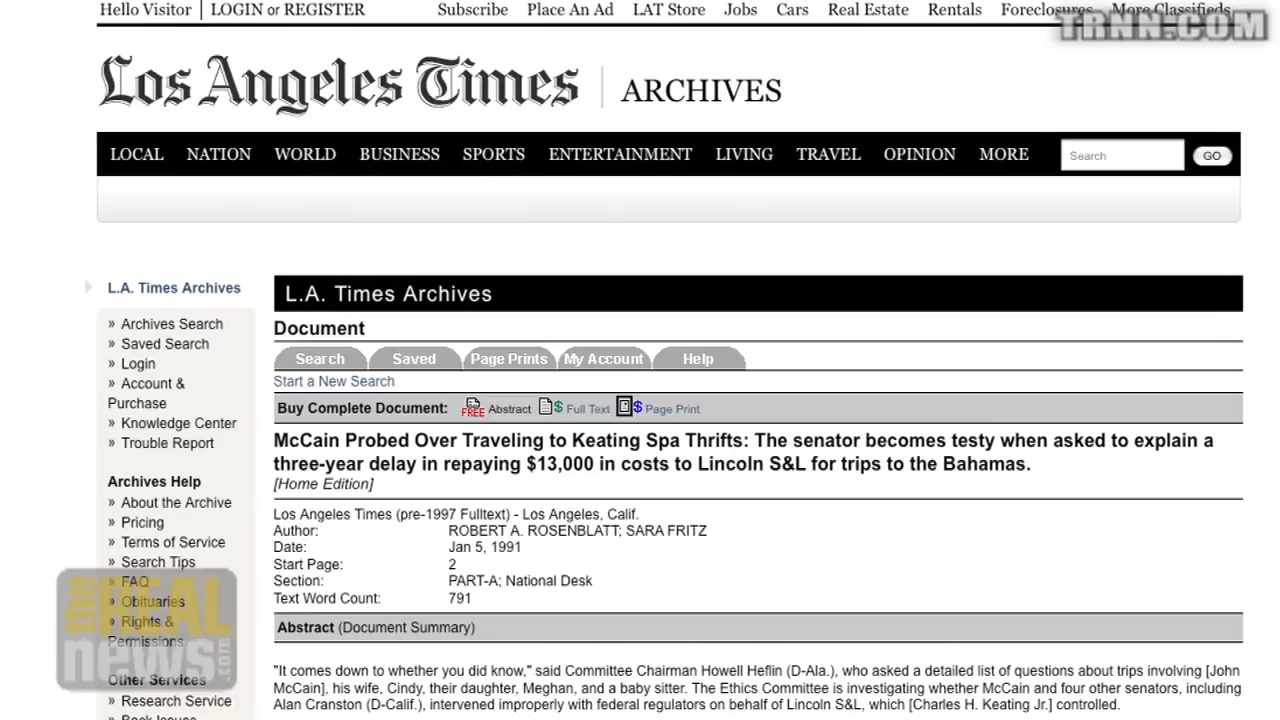 Hello Visitor | LOGIN or REGISTER Subscribe Place An Ad LAT Store Jobs Cars Real Estate Rentals Foreclosures More Classifieds
TRNN.COM
Los Angeles Times | ARCHIVES
LOCAL NATION WORLD BUSINESS SPORTS ENTERTAINMENT LIVING TRAVEL OPINION MORE Search GO
L.A. Times Archives
» Archives Search
» Saved Search
» Login
» Account &
Purchase
» Knowledge Center
» Trouble Report
Archives Help
» About the Archive
» Pricing
» Terms of Service
» Search Tips
» FAQ
» Obituaries
» Rights &
Permissions
Other Services
» Research Service
» Back Issues
the REAL
news.com
L.A. Times Archives
Document
Search Saved Page Prints My Account Help
Start a New Search
Buy Complete Document: FREE Abstract $ Full Text $ Page Print
McCain Probed Over Traveling to Keating Spa Thrifts: The senator becomes testy when asked to explain a
three-year delay in repaying $13,000 in costs to Lincoln S&L for trips to the Bahamas.
[Home Edition]
Los Angeles Times (pre-1997 Fulltext) - Los Angeles, Calif.
Author: ROBERT A. ROSENBLATT; SARA FRITZ
Date: Jan 5, 1991
Start Page: 2
Section: PART-A; National Desk
Text Word Count: 791
Abstract (Document Summary)
"It comes down to whether you did know," said Committee Chairman Howell Heflin (D-Ala.), who asked a detailed list of questions about trips involving [John
McCain], his wife, Cindy, their daughter, Meghan, and a baby sitter. The Ethics Committee is investigating whether McCain and four other senators, including
Alan Cranston (D-Calif.), intervened improperly with federal regulators on behalf of Lincoln S&L, which [Charles H. Keating Jr.] controlled.